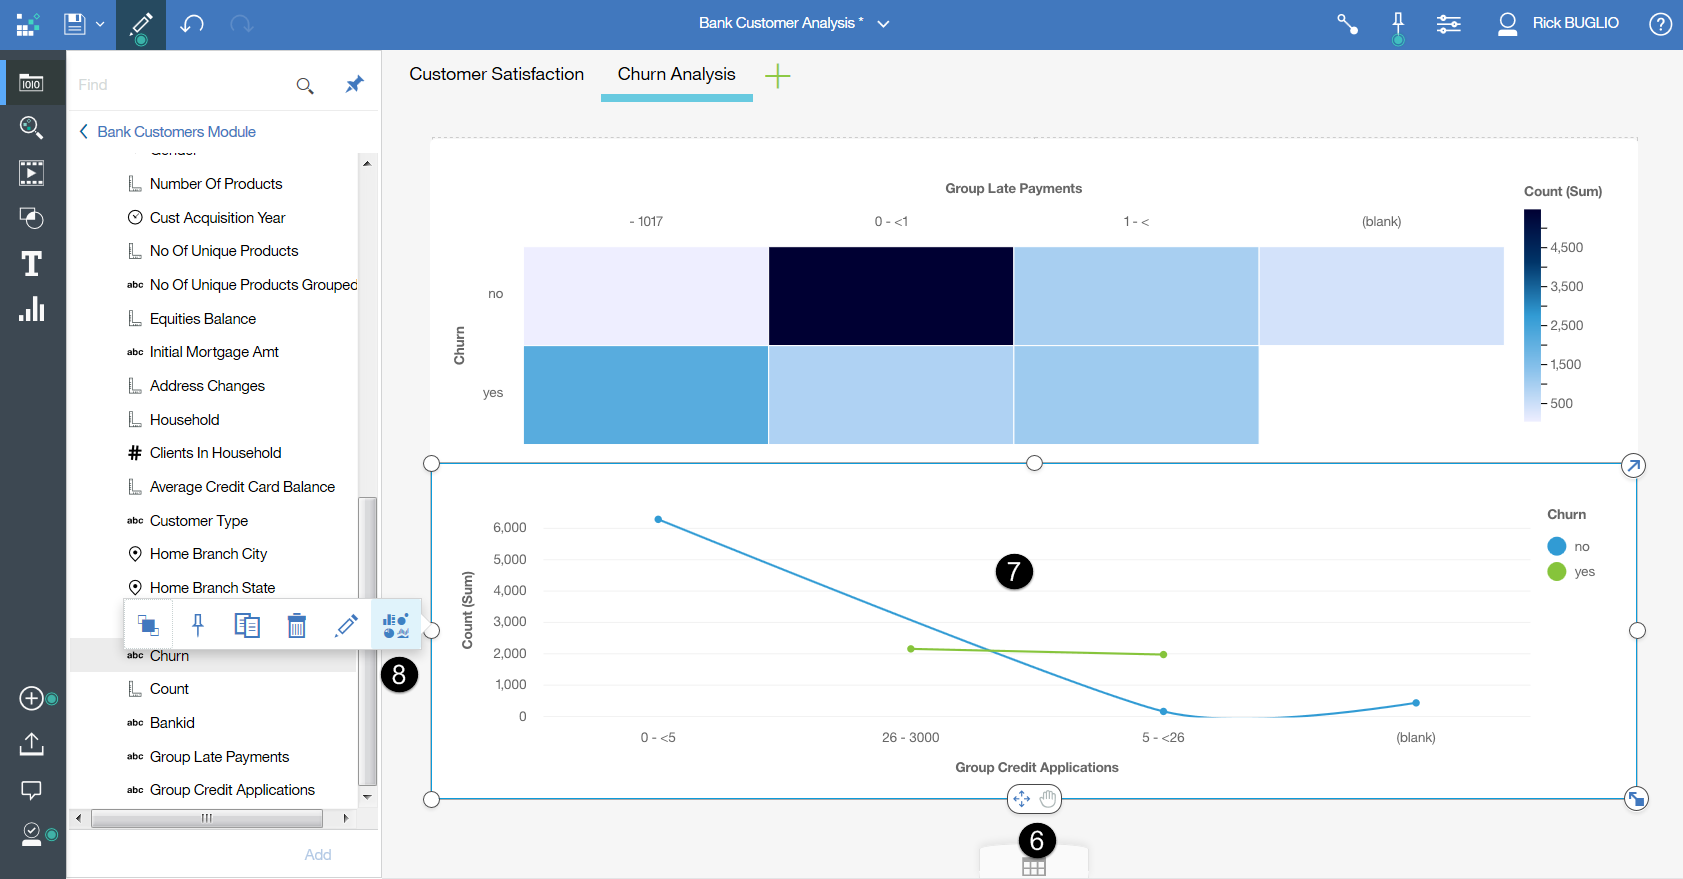 Bank Customer Analysis *
Rick BUGLIO
?
Find
Customer Satisfaction
Churn Analysis
1010
Bank Customers Module
Gender
Number Of Products
Cust Acquisition Year
No Of Unique Products
abc No Of Unique Products Grouped
Equities Balance
abc Initial Mortgage Amt
Address Changes
Household
# Clients In Household
Average Credit Card Balance
abc Customer Type
Home Branch City
Home Branch State
abc Churn
Count
abc Bankid
abc Group Late Payments
abc Group Credit Applications
Add
T
Group Late Payments
- 1017
0 - <1
1 - <
(blank)
Churn
no
yes
Count (Sum)
4,500
3,500
2,500
1,500
500
Count (Sum)
6,000
5,000
4,000
3,000
2,000
1,000
0
0 - <5
26 - 3000
5 - <26
(blank)
Group Credit Applications
Churn
no
yes
7
8
6